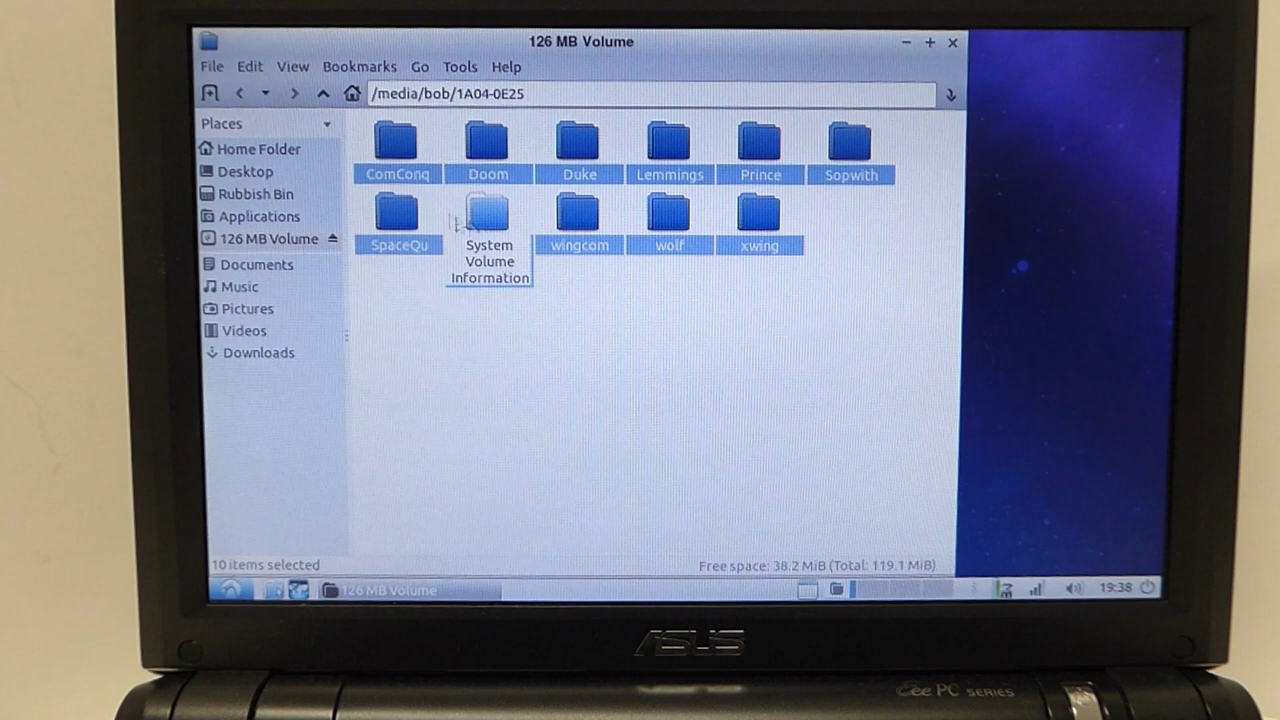 126 MB Volume
File Edit View Bookmarks Go Tools Help
/media/bob/1A04-0E25
Places
Home Folder
Desktop
Rubbish Bin
Applications
126 MB Volume
Documents
Music
Pictures
Videos
Downloads
ComConq Doom Duke Lemmings Prince Sopwith
SpaceQu System Volume Information wingcom wolf xwing
10 items selected
Free space: 38.2 MiB (Total: 119.1 MiB)
126 MB Volume
19:38
ASUS
Eee PC SERIES